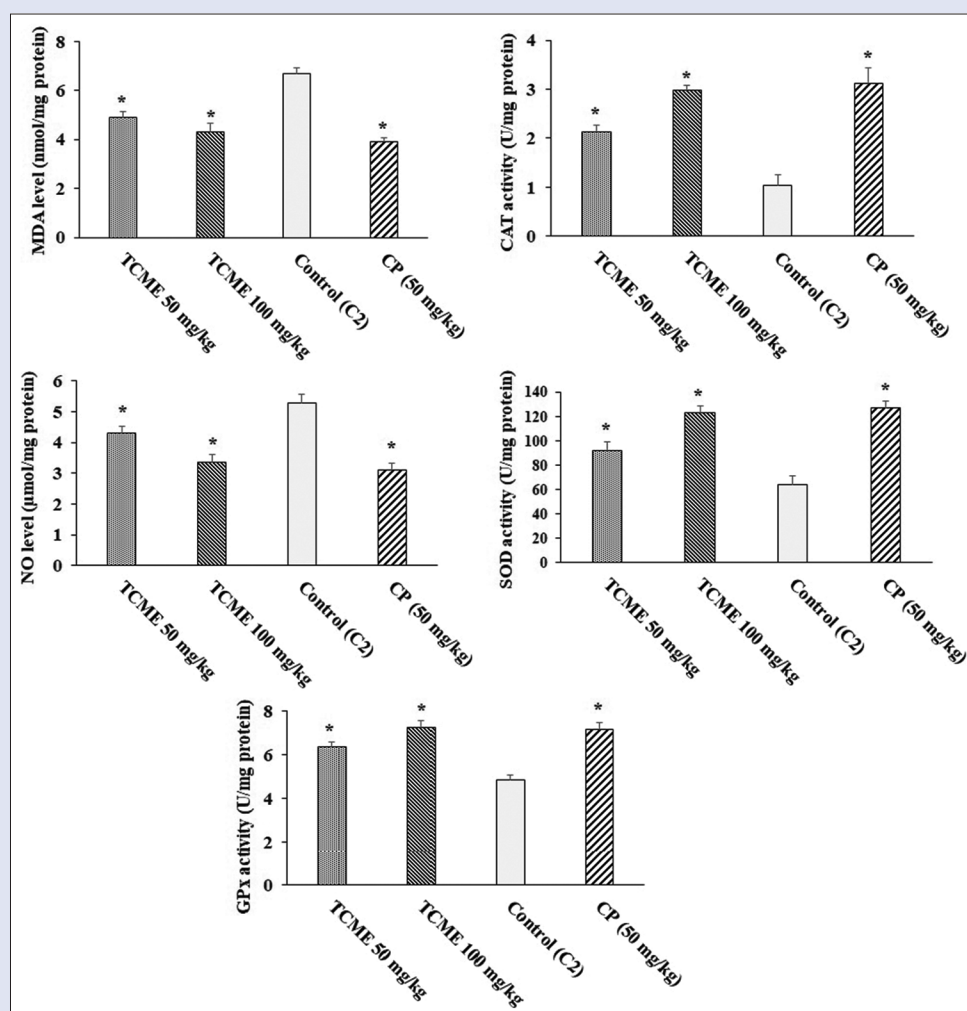 MDA level (nmol/mg protein)
8
6
4
2
0
*
*
*
TCME 50 mg/kg
TCME 100 mg/kg
Control (C2)
CP (50 mg/kg)
CAT activity (U/mg protein)
4
3
2
1
0
*
*
*
TCME 50 mg/kg
TCME 100 mg/kg
Control (C2)
CP (50 mg/kg)
NO level (µmol/mg protein)
6
5
4
3
2
1
0
*
*
*
TCME 50 mg/kg
TCME 100 mg/kg
Control (C2)
CP (50 mg/kg)
SOD activity (U/mg protein)
140
120
100
80
60
40
20
0
*
*
*
TCME 50 mg/kg
TCME 100 mg/kg
Control (C2)
CP (50 mg/kg)
GPx activity (U/mg protein)
8
6
4
2
0
*
*
*
TCME 50 mg/kg
TCME 100 mg/kg
Control (C2)
CP (50 mg/kg)